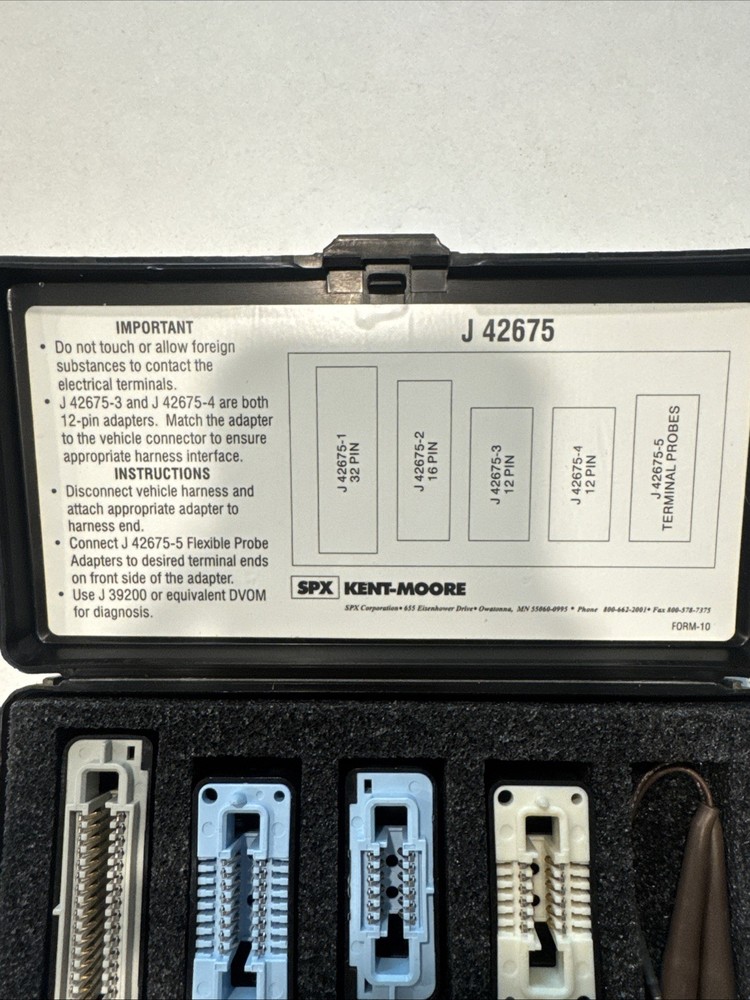 IMPORTANT
• Do not touch or allow foreign
substances to contact the
electrical terminals.
• J 42675-3 and J 42675-4 are both
12-pin adapters. Match the adapter
to the vehicle connector to ensure
appropriate harness interface.
INSTRUCTIONS
• Disconnect vehicle harness and
attach appropriate adapter to
harness end.
• Connect J 42675-5 Flexible Probe
Adapters to desired terminal ends
on front side of the adapter.
• Use J 39200 or equivalent DVOM
for diagnosis.
J 42675
J 42675-1
32 PIN
J 42675-2
16 PIN
J 42675-3
12 PIN
J 42675-4
12 PIN
J 42675-5
TERMINAL PROBES
SPX KENT-MOORE
SPX Corporation • 655 Eisenhower Drive • Owatonna, MN 55060-0995 • Phone 800-662-2001 • Fax 800-578-7375
FORM-10